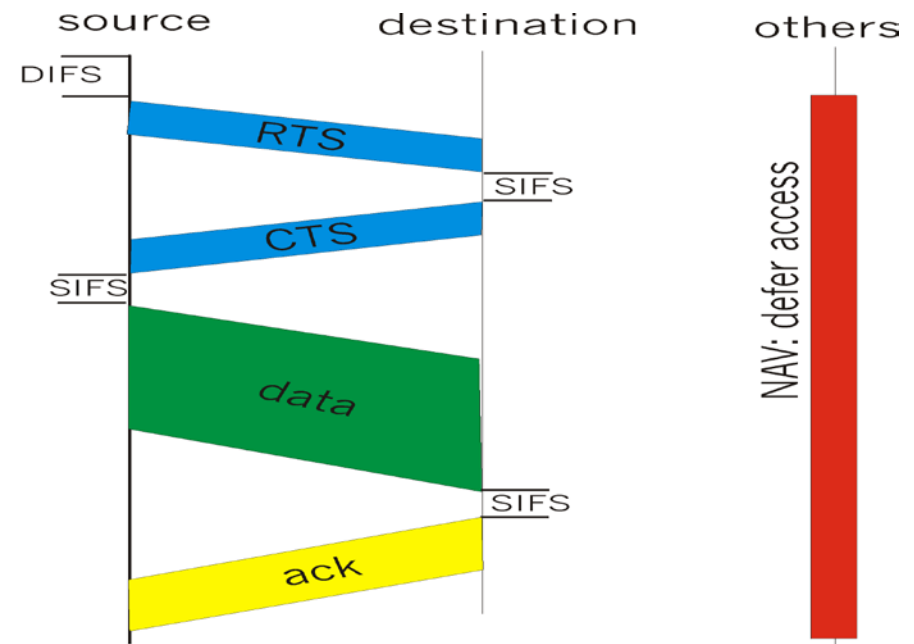 source
destination
others
DIFS
RTS
SIFS
CTS
SIFS
data
SIFS
ack
NAV: defer access